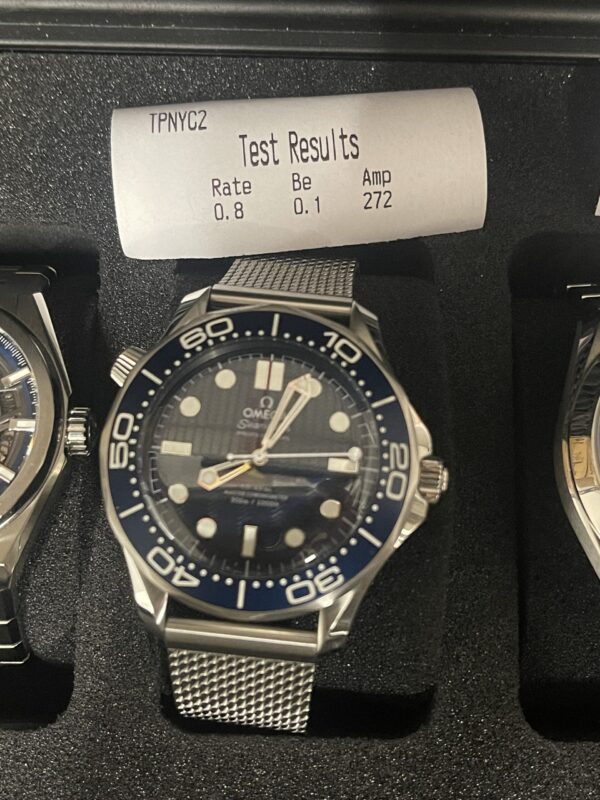 TPNYC2
Test Results
Rate Be Amp
0.8 0.1 272
60 10 20 30 40 50
OMEGA